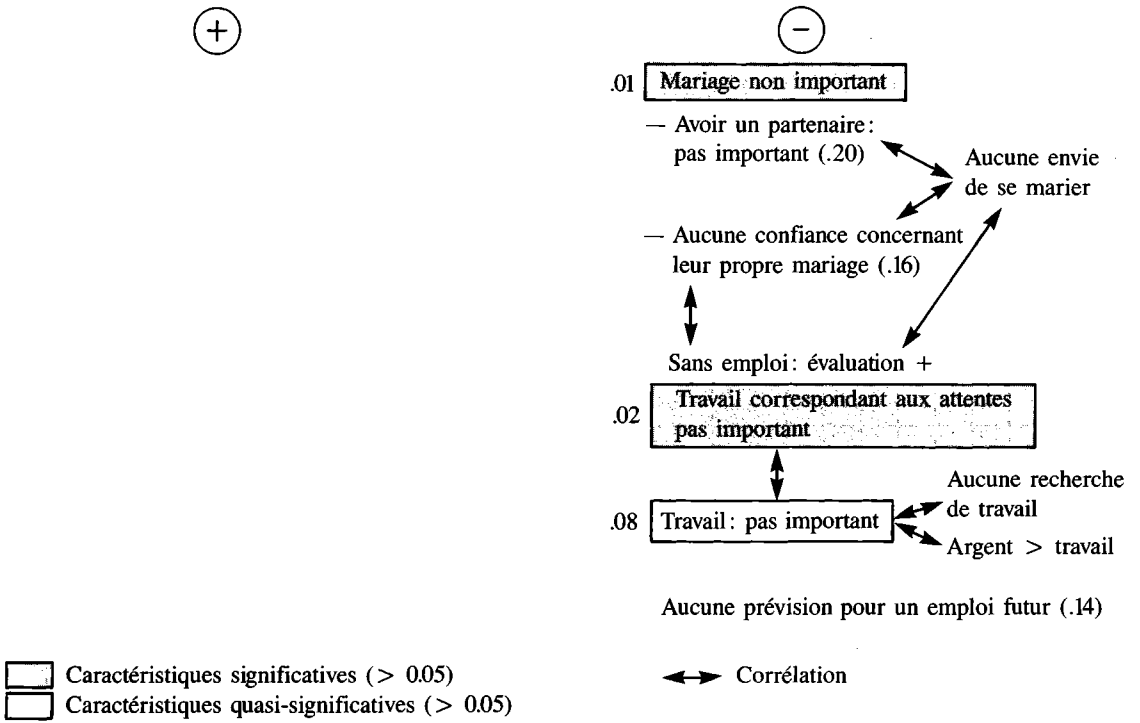 +
−
.01 Mariage non important
— Avoir un partenaire :
pas important (.20)
Aucune envie
de se marier
— Aucune confiance concernant
leur propre mariage (.16)
Sans emploi : évaluation +
.02 Travail correspondant aux attentes
pas important
Aucune recherche
de travail
.08 Travail : pas important
Argent > travail
Aucune prévision pour un emploi futur (.14)
Caractéristiques significatives (> 0.05)
Caractéristiques quasi-significatives (> 0.05)
Corrélation